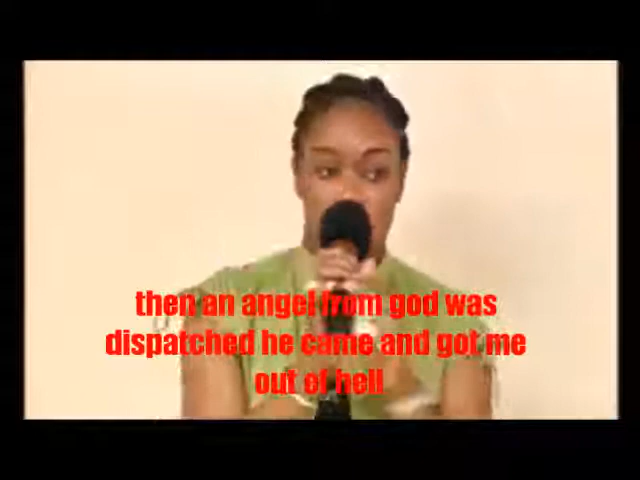 then an angel from god was
dispatched he came and got me
out of hell